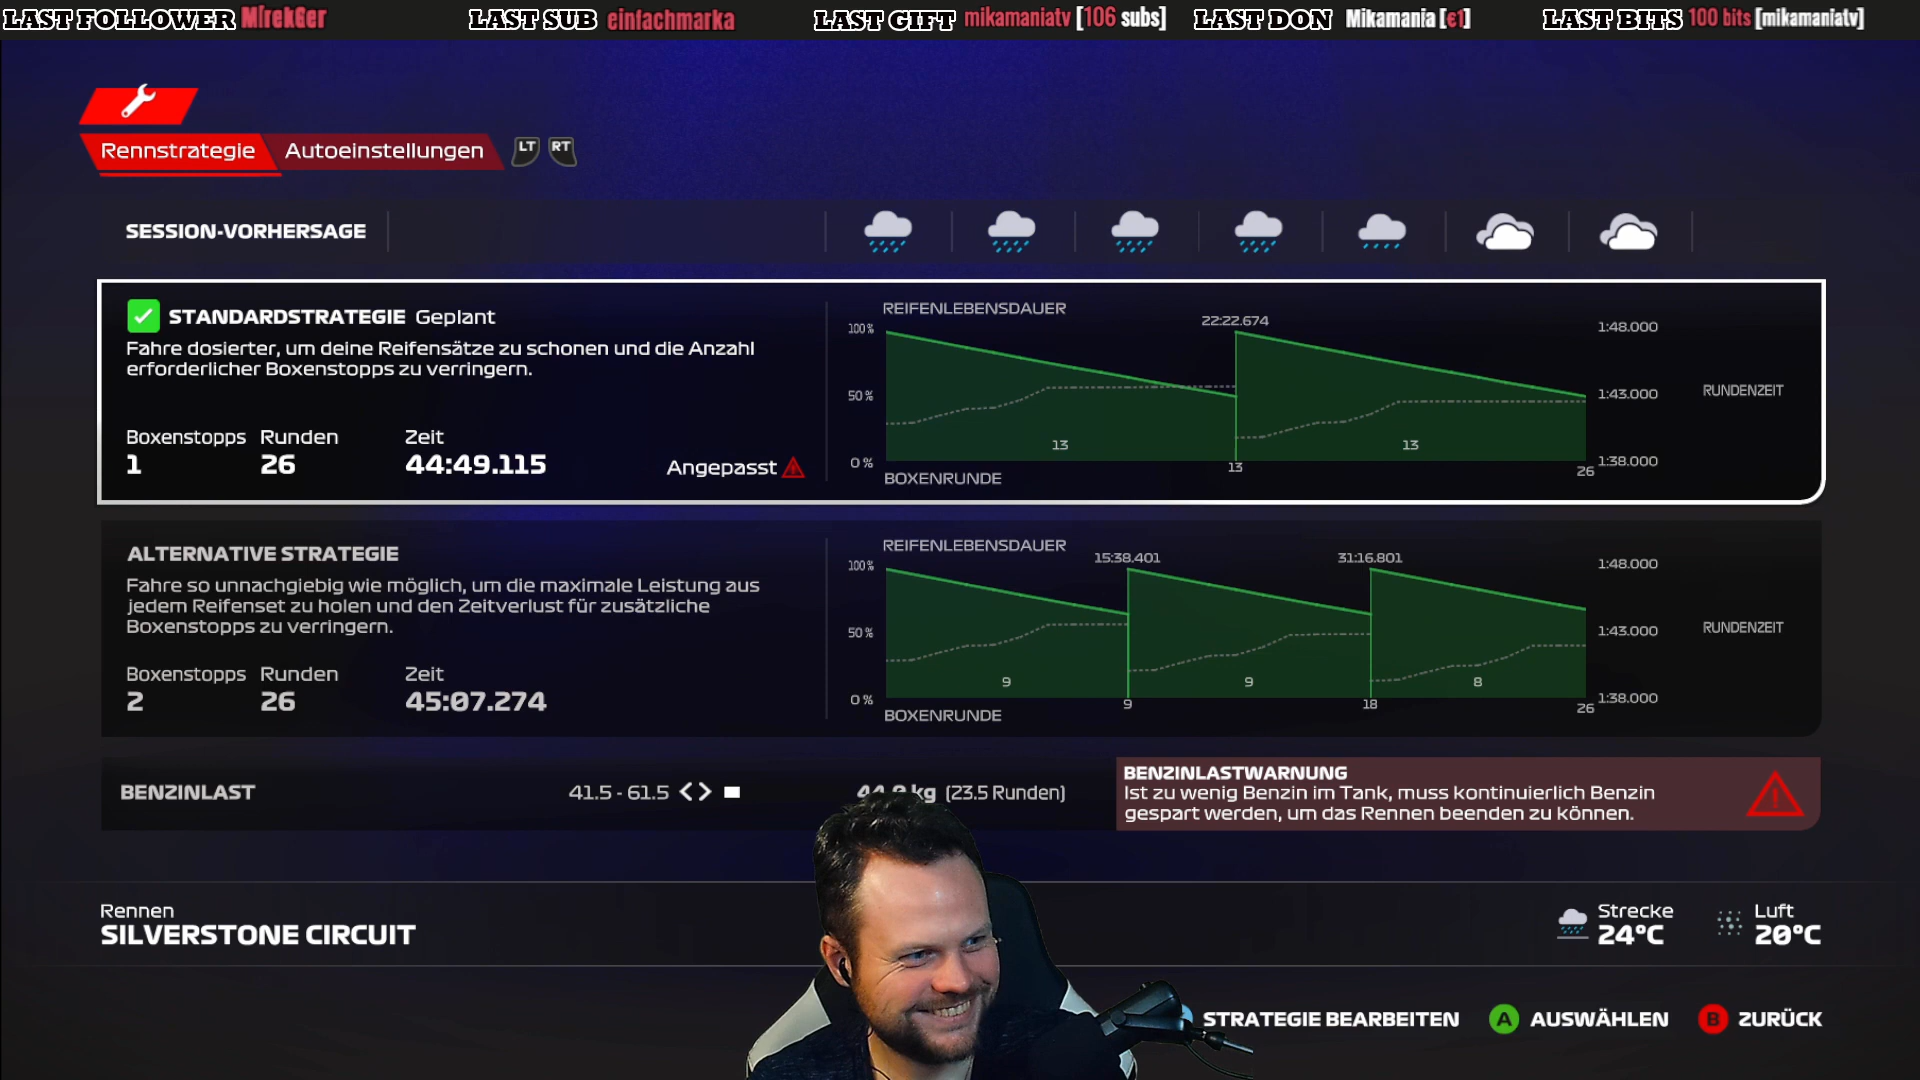 LAST FOLLOWER MirekGer LAST SUB einfachmarka LAST GIFT mikamaniatv [106 subs] LAST DON Mikamania [€1] LAST BITS 100 bits [mikamaniatv]
Rennstrategie Autoeinstellungen LT RT
SESSION-VORHERSAGE
STANDARDSTRATEGIE Geplant
Fahre dosierter, um deine Reifensätze zu schonen und die Anzahl
erforderlicher Boxenstopps zu verringern.
Boxenstopps Runden Zeit
1 26 44:49.115 Angepasst
REIFENLEBENSDAUER
22:22.674
100% 1:48.000
50% 1:43.000 RUNDENZEIT
13 13
0% 13 26 1:38.000
BOXENRUNDE
ALTERNATIVE STRATEGIE
Fahre so unnachgiebig wie möglich, um die maximale Leistung aus
jedem Reifenset zu holen und den Zeitverlust für zusätzliche
Boxenstopps zu verringern.
Boxenstopps Runden Zeit
2 26 45:07.274
REIFENLEBENSDAUER
15:38.401 31:16.801
100% 1:48.000
50% 1:43.000 RUNDENZEIT
9 9 8
0% 9 18 26 1:38.000
BOXENRUNDE
BENZINLAST 41.5 - 61.5 kg (23.5 Runden)
BENZINLASTWARNUNG
Ist zu wenig Benzin im Tank, muss kontinuierlich Benzin
gespart werden, um das Rennen beenden zu können.
Rennen
SILVERSTONE CIRCUIT
Strecke
24°C
Luft
20°C
STRATEGIE BEARBEITEN A AUSWÄHLEN B ZURÜCK